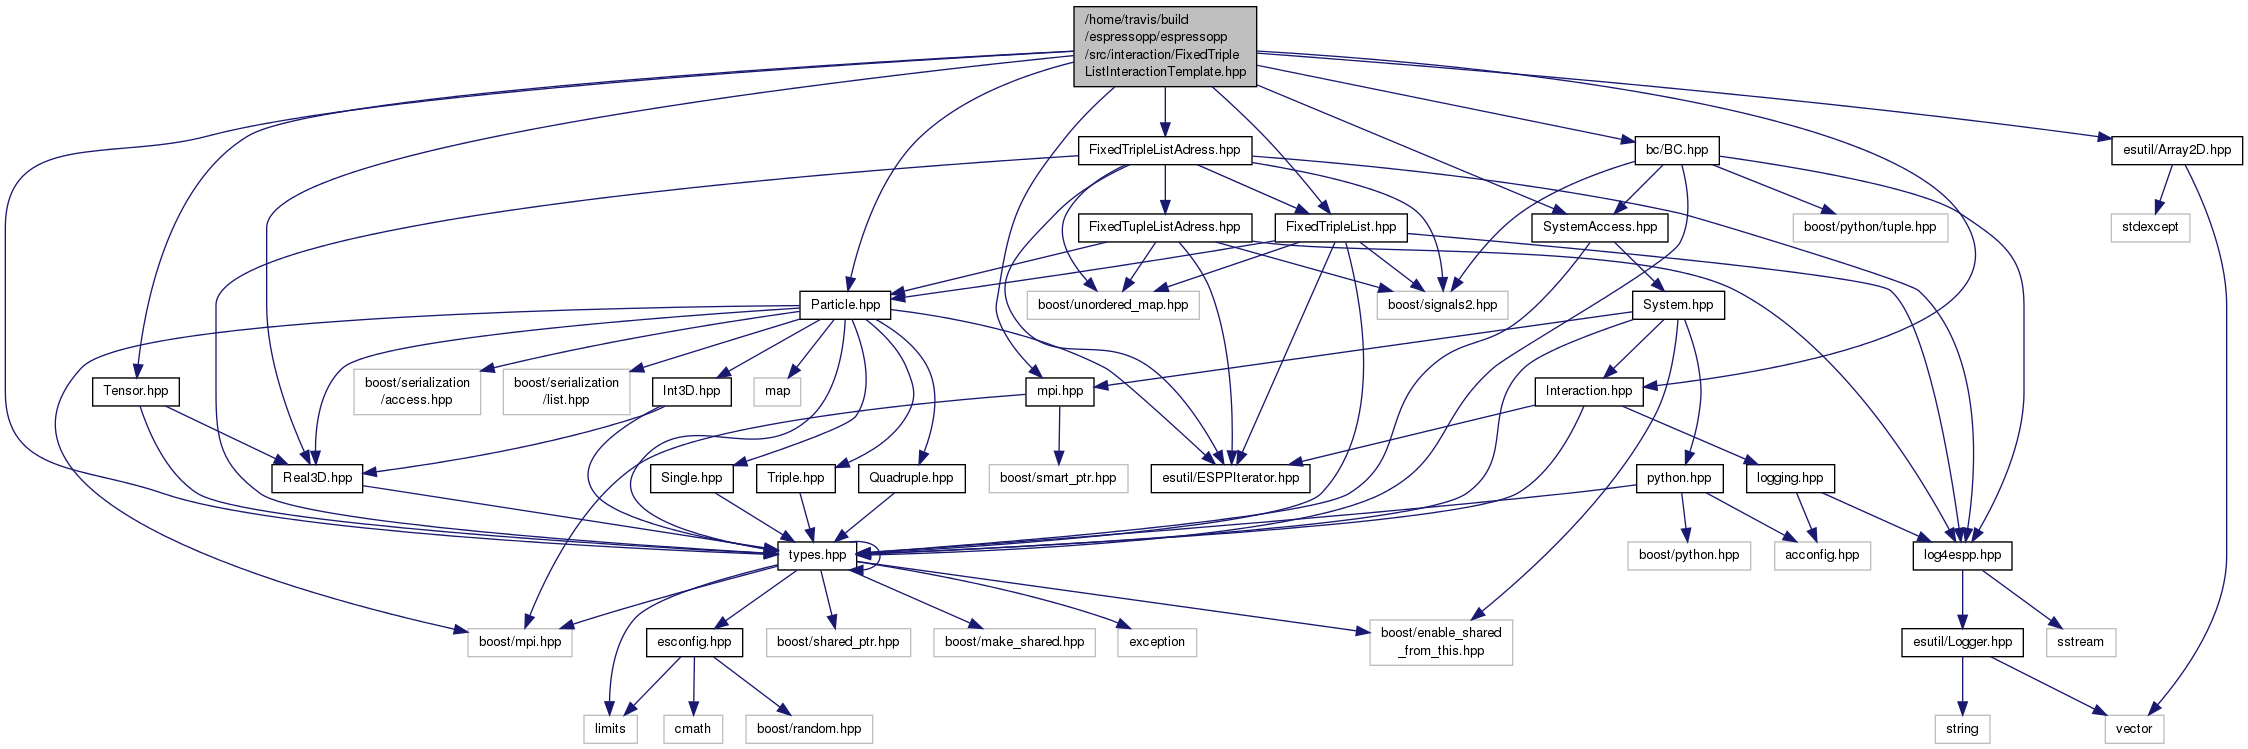 /home/travis/build
/espressopp/espressopp
/src/interaction/FixedTriple
ListInteractionTemplate.hpp
FixedTripleListAdress.hpp
bc/BC.hpp
esutil/Array2D.hpp
FixedTupleListAdress.hpp
FixedTripleList.hpp
SystemAccess.hpp
boost/python/tuple.hpp
stdexcept
Particle.hpp
boost/unordered_map.hpp
boost/signals2.hpp
System.hpp
Tensor.hpp
boost/serialization
/access.hpp
boost/serialization
/list.hpp
Int3D.hpp
map
mpi.hpp
Interaction.hpp
Real3D.hpp
Single.hpp
Triple.hpp
Quadruple.hpp
boost/smart_ptr.hpp
esutil/ESPPIterator.hpp
python.hpp
logging.hpp
types.hpp
boost/python.hpp
acconfig.hpp
log4espp.hpp
boost/mpi.hpp
esconfig.hpp
boost/shared_ptr.hpp
boost/make_shared.hpp
exception
boost/enable_shared
_from_this.hpp
esutil/Logger.hpp
sstream
limits
cmath
boost/random.hpp
string
vector